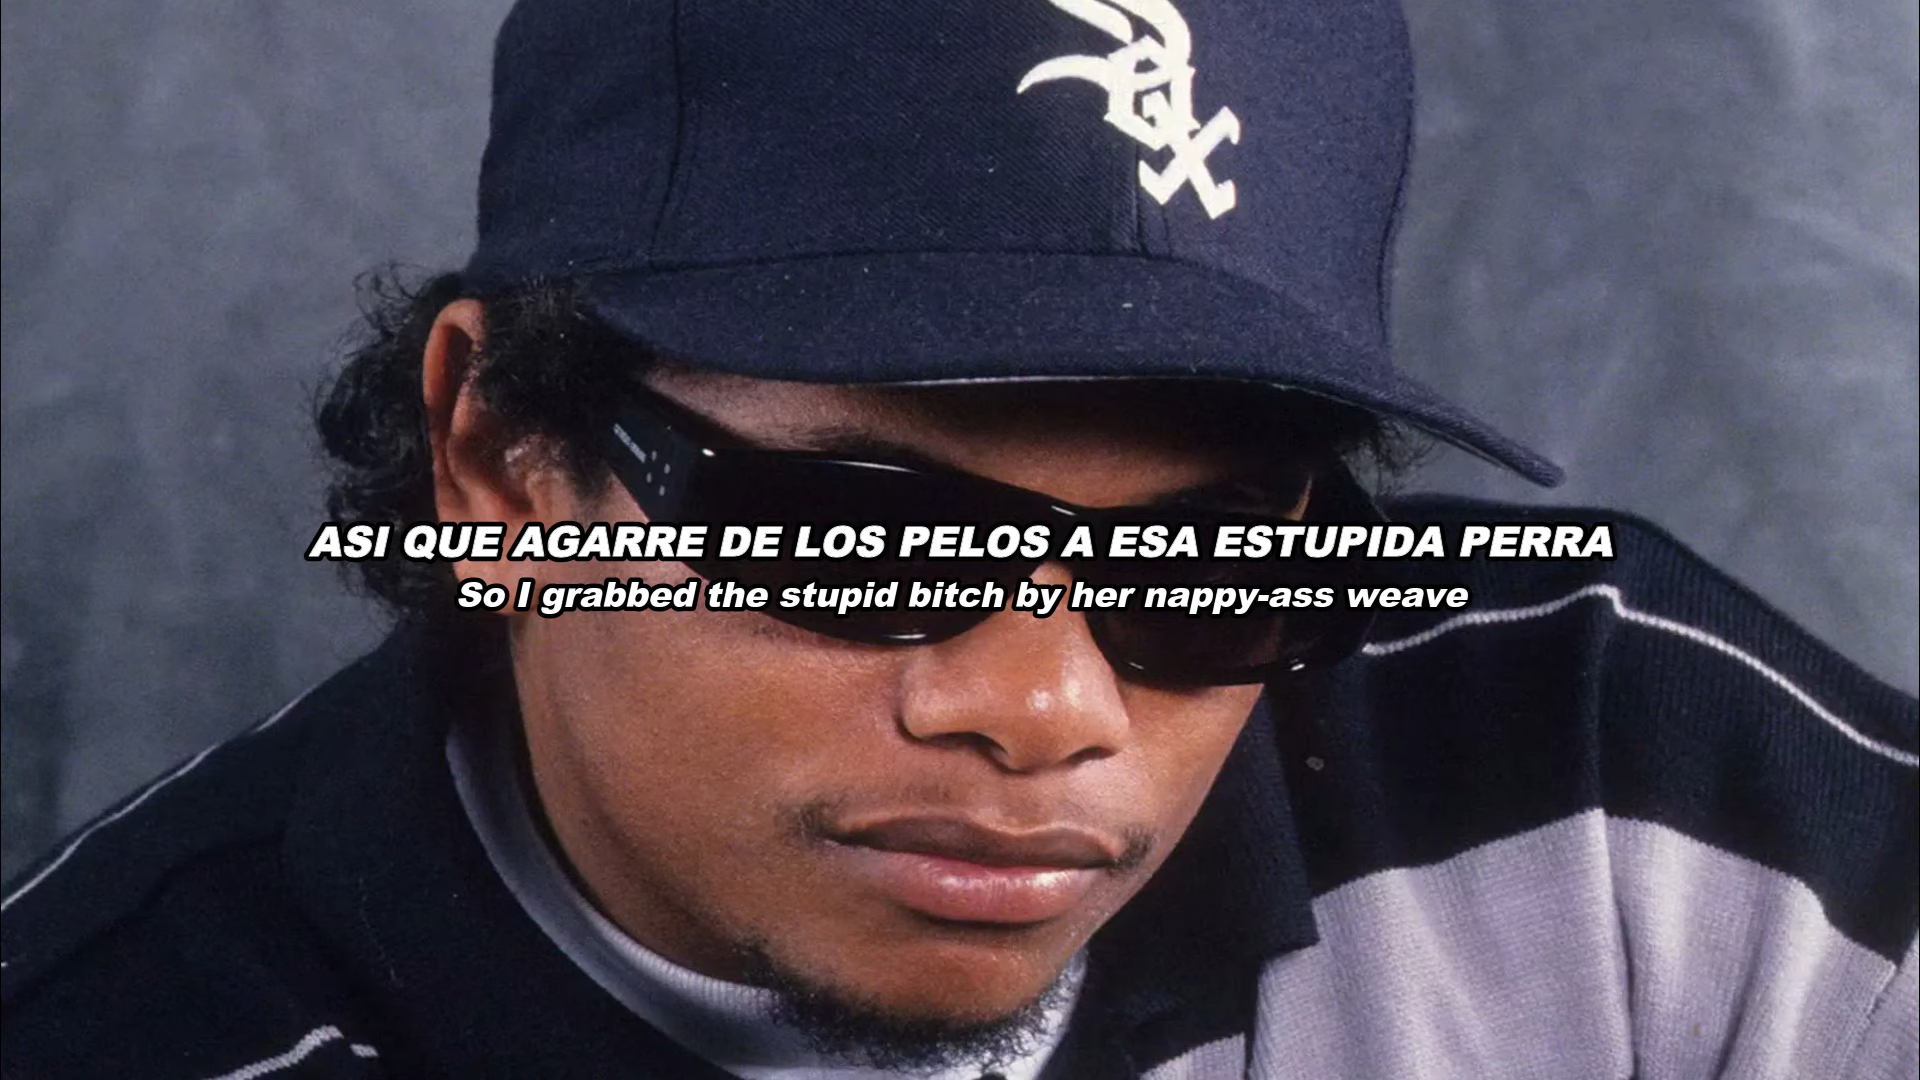 Sox
ASI QUE AGARRE DE LOS PELOS A ESA ESTUPIDA PERRA
So I grabbed the stupid bitch by her nappy-ass weave